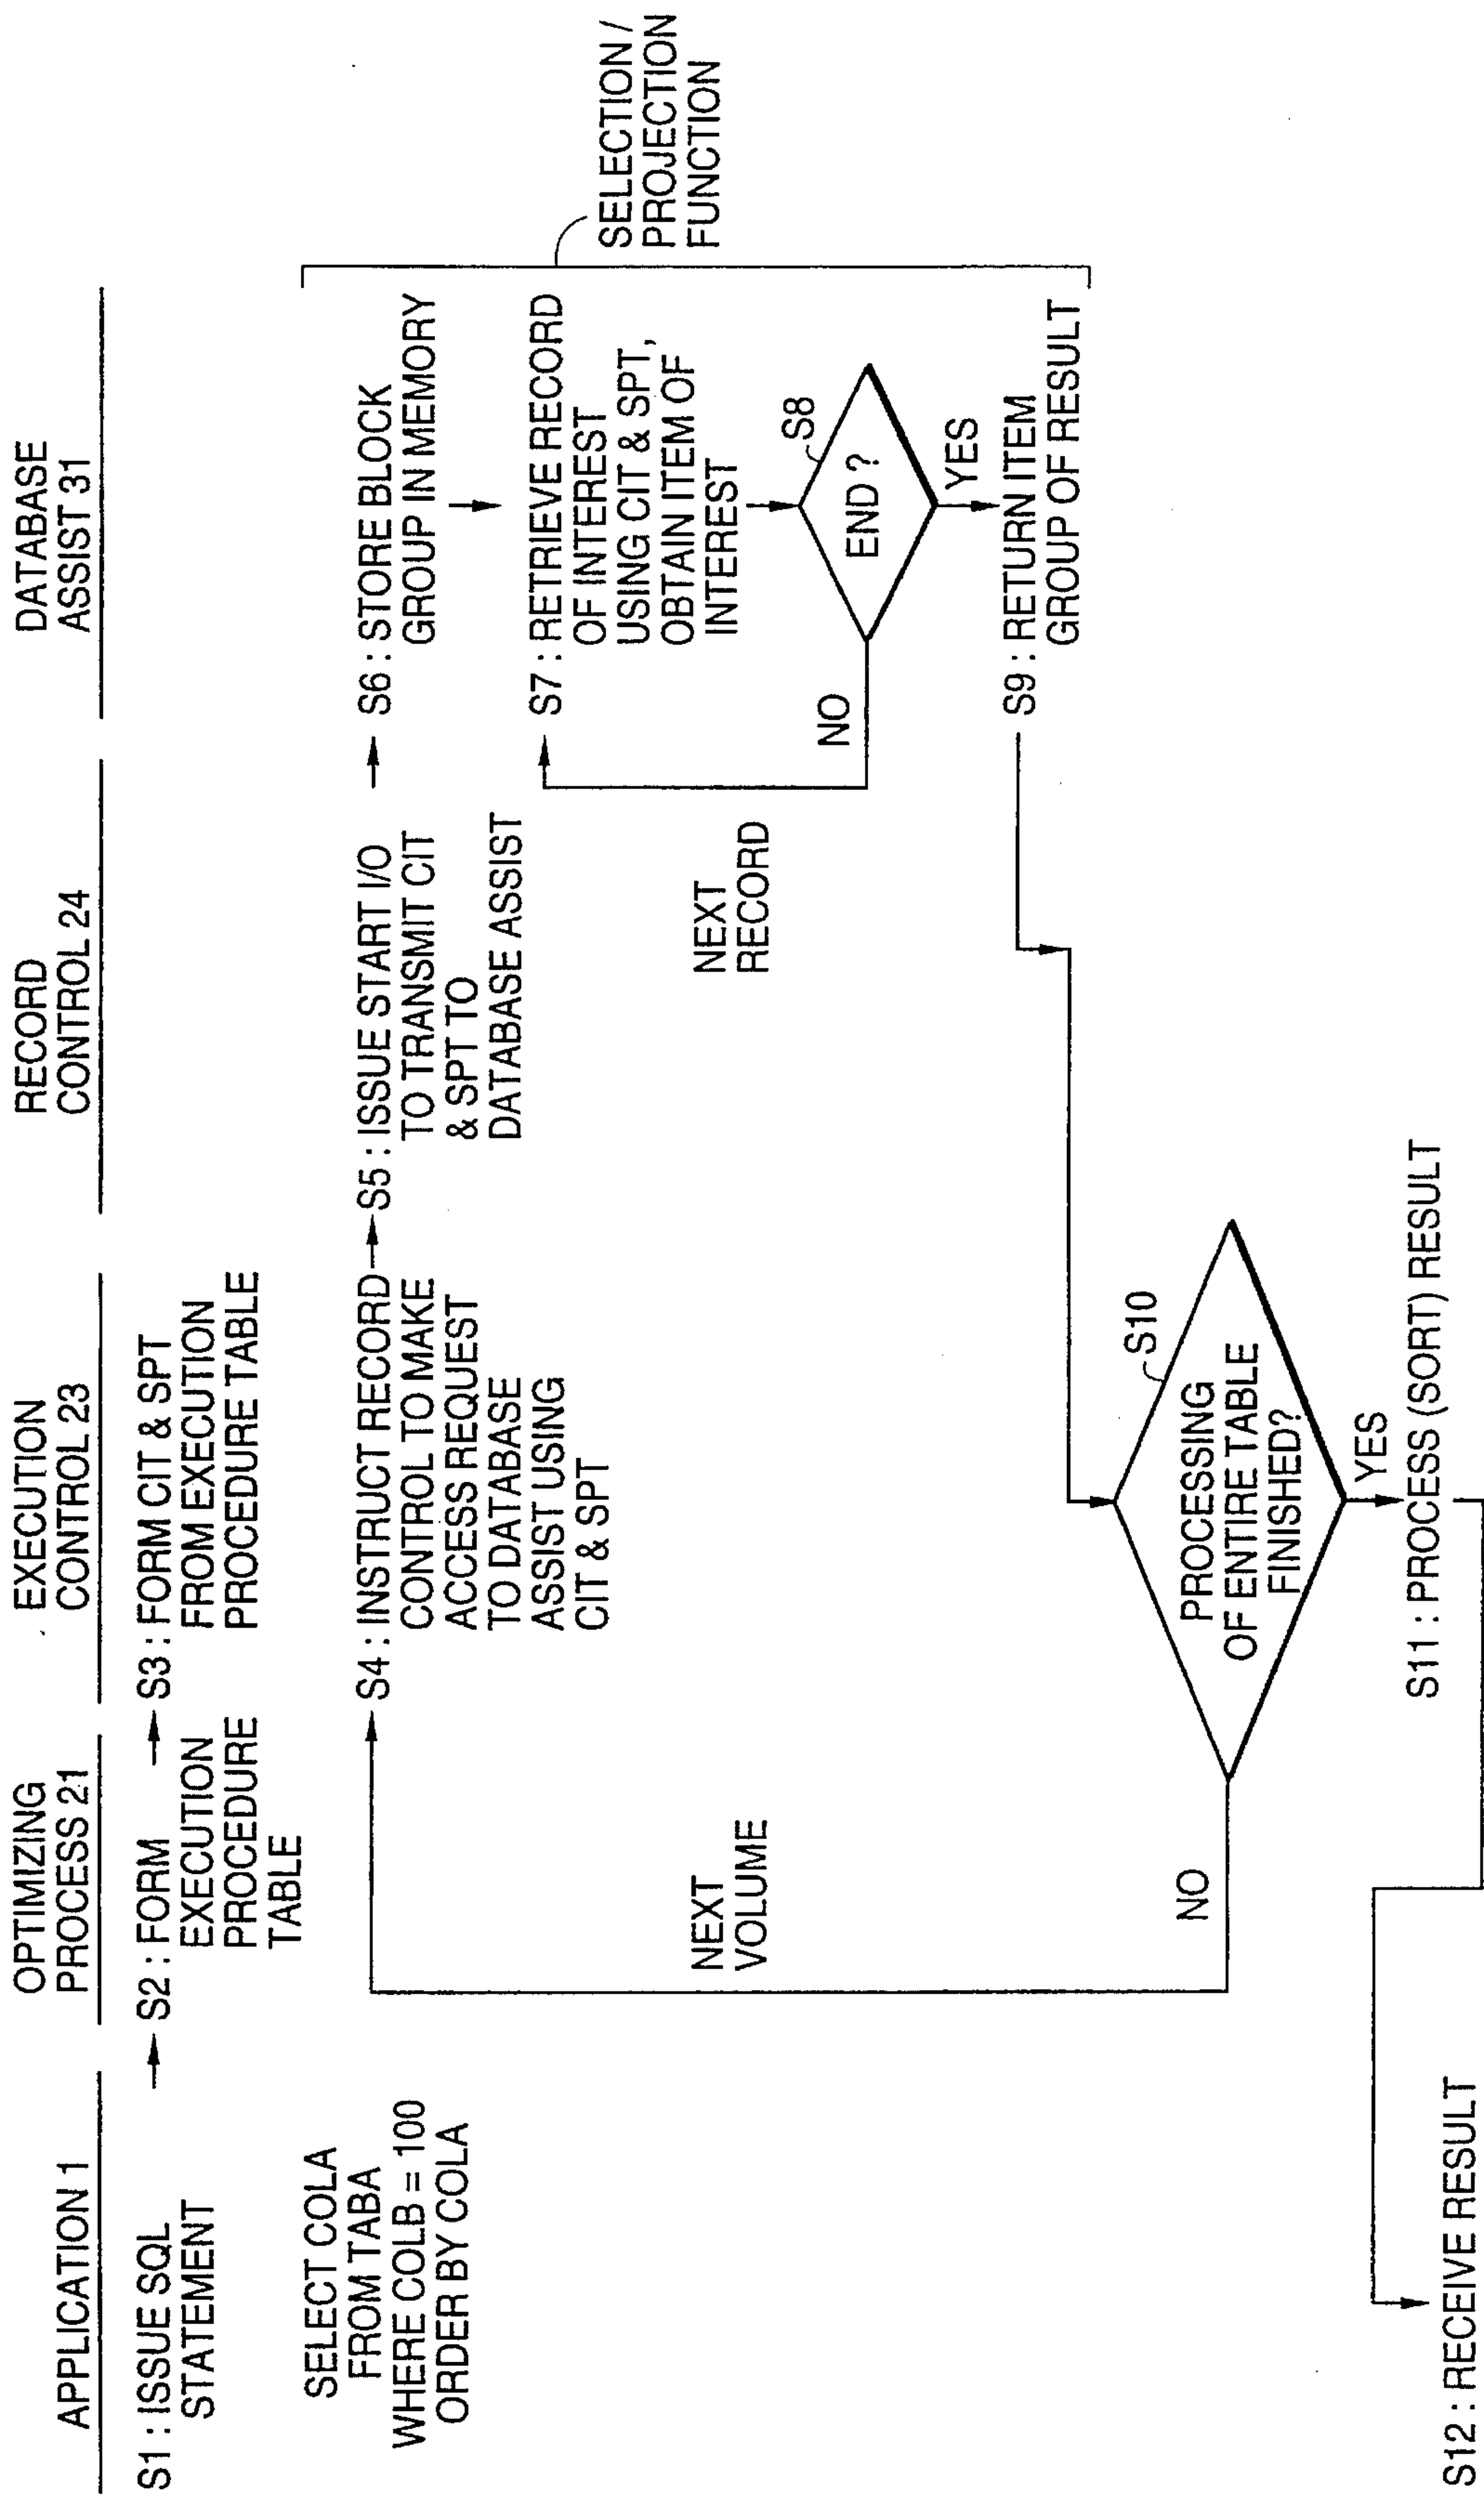 APPLICATION 1
OPTIMIZING
PROCESS 21
EXECUTION
CONTROL 23
RECORD
CONTROL 24
DATABASE
ASSIST 31
S1 : ISSUE SQL
STATEMENT
SELECT COLA
FROM TABA
WHERE COLB = 100
ORDER BY COLA
S2 : FORM
EXECUTION
PROCEDURE
TABLE
S3 : FORM CIT & SPT
FROM EXECUTION
PROCEDURE TABLE
S4 : INSTRUCT RECORD
CONTROL TO MAKE
ACCESS REQUEST
TO DATABASE
ASSIST USING
CIT & SPT
S5 : ISSUE START I/O
TO TRANSMIT CIT
& SPT TO
DATABASE ASSIST
S6 : STORE BLOCK
GROUP IN MEMORY
S7 : RETRIEVE RECORD
OF INTEREST
USING CIT & SPT,
OBTAIN ITEM OF
INTEREST
S8
END ?
NO
YES
NEXT
RECORD
S9 : RETURN ITEM
GROUP OF RESULT
SELECTION /
PROJECTION
FUNCTION
S10
PROCESSING
OF ENTIRE TABLE
FINISHED?
NO
YES
NEXT
VOLUME
S11 : PROCESS (SORT) RESULT
S12 : RECEIVE RESULT